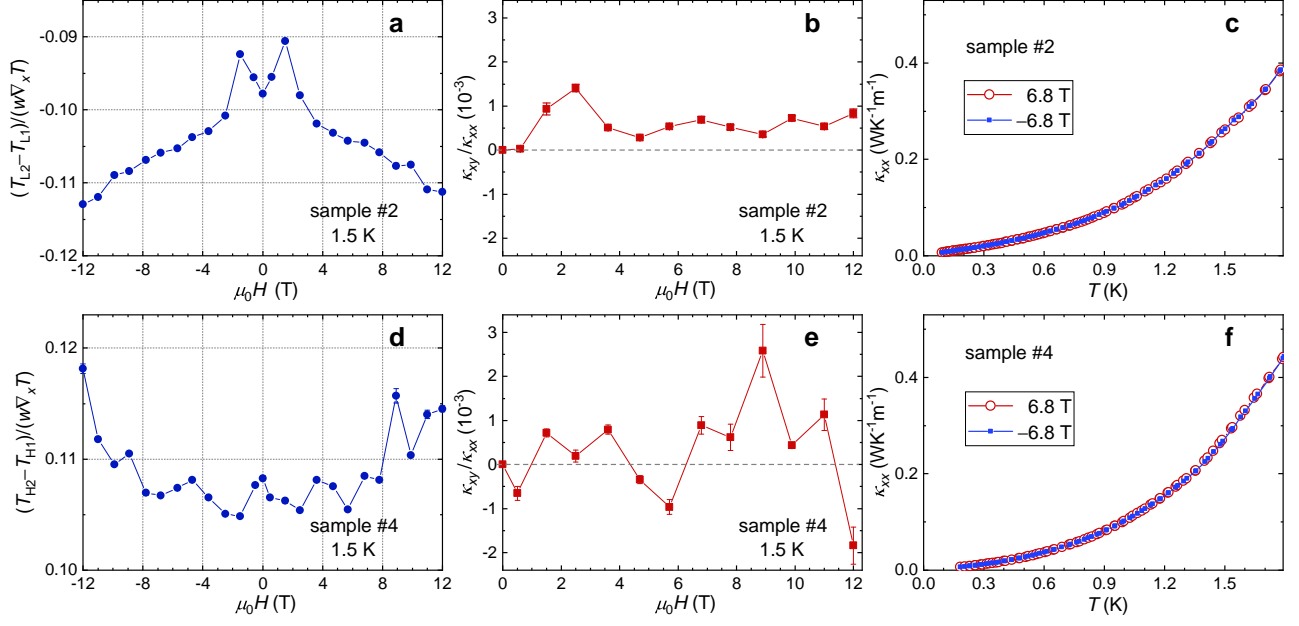 a
(T_L2–T_L1)/(w∇_xT)
-0.09
-0.10
-0.11
-0.12
sample #2
1.5 K
-12 -8 -4 0 4 8 12
μ₀H (T)
b
κ_xy/κ_xx (10⁻³)
3
2
1
0
-1
-2
sample #2
1.5 K
0 2 4 6 8 10 12
μ₀H (T)
c
κ_xx (WK⁻¹m⁻¹)
0.4
0.2
0.0
sample #2
6.8 T
–6.8 T
0.0 0.3 0.6 0.9 1.2 1.5
T (K)
d
(T_H2–T_H1)/(w∇_xT)
0.12
0.11
0.10
sample #4
1.5 K
-12 -8 -4 0 4 8 12
μ₀H (T)
e
κ_xy/κ_xx (10⁻³)
3
2
1
0
-1
-2
sample #4
1.5 K
0 2 4 6 8 10 12
μ₀H (T)
f
κ_xx (WK⁻¹m⁻¹)
0.4
0.2
0.0
sample #4
6.8 T
–6.8 T
0.0 0.3 0.6 0.9 1.2 1.5
T (K)